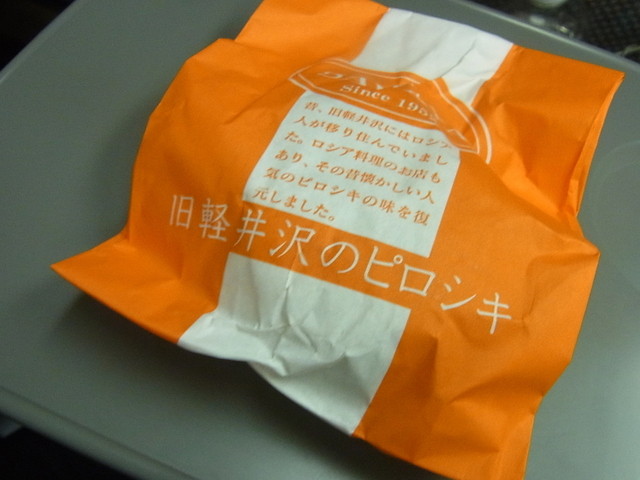 Since 195
昔、旧軽井沢にはロシア
人が移り住んでいまし
た。ロシア料理のお店も
あり、その昔懐かしい人
気のピロシキの味を復
元しました。
旧軽井沢のピロシキ